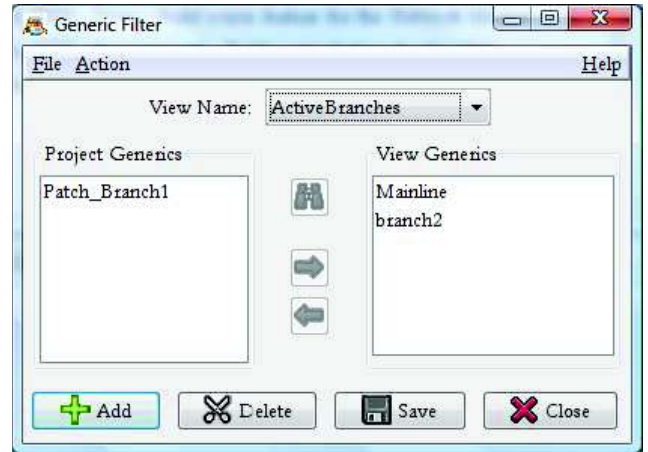 Generic Filter
File Action Help
View Name: ActiveBranches
Project Generics View Generics
Patch_Branch1 Mainline
branch2
Add Delete Save Close